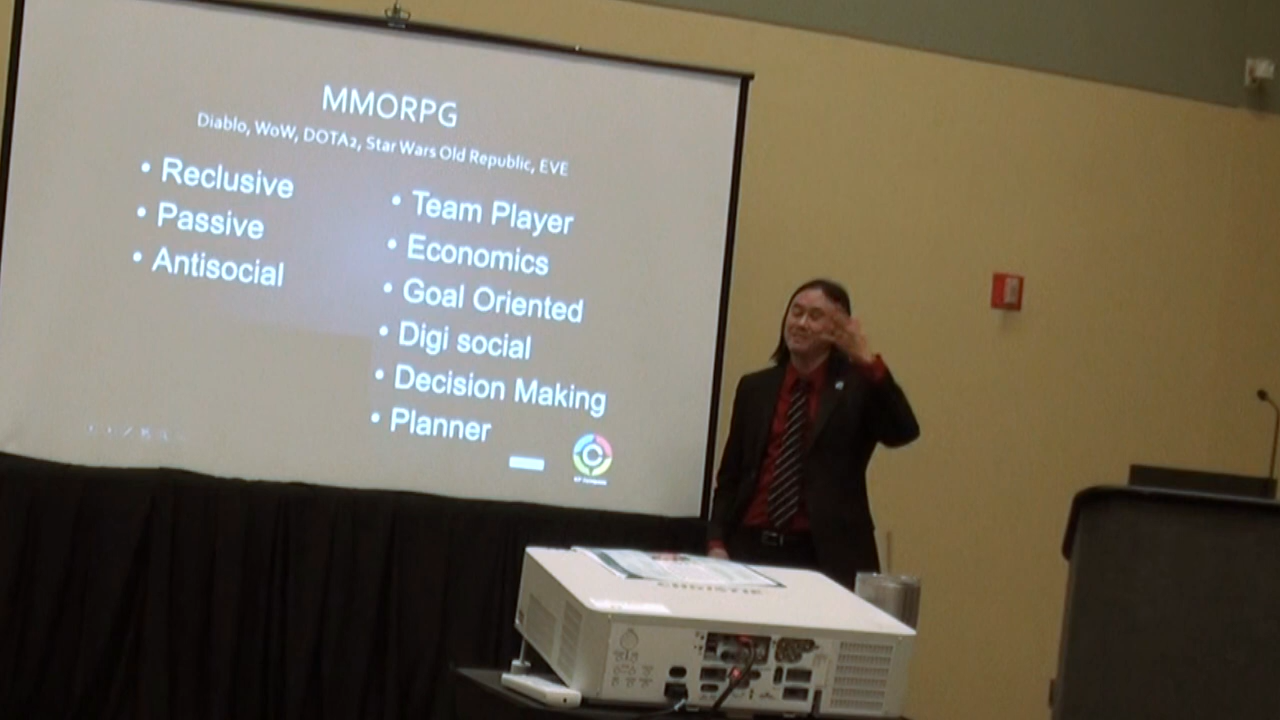 MMORPG
Diablo, WoW, DOTA2, Star Wars Old Republic, EVE
• Reclusive
• Passive
• Antisocial
• Team Player
• Economics
• Goal Oriented
• Digi social
• Decision Making
• Planner
CHRISTIE